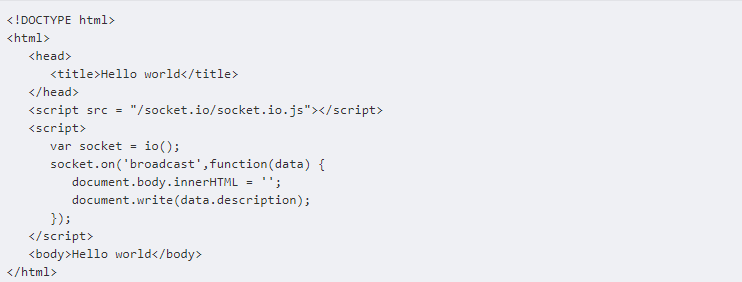 <!DOCTYPE html>
<html>
   <head>
      <title>Hello world</title>
   </head>
   <script src = "/socket.io/socket.io.js"></script>
   <script>
      var socket = io();
      socket.on('broadcast',function(data) {
         document.body.innerHTML = '';
         document.write(data.description);
      });
   </script>
   <body>Hello world</body>
</html>